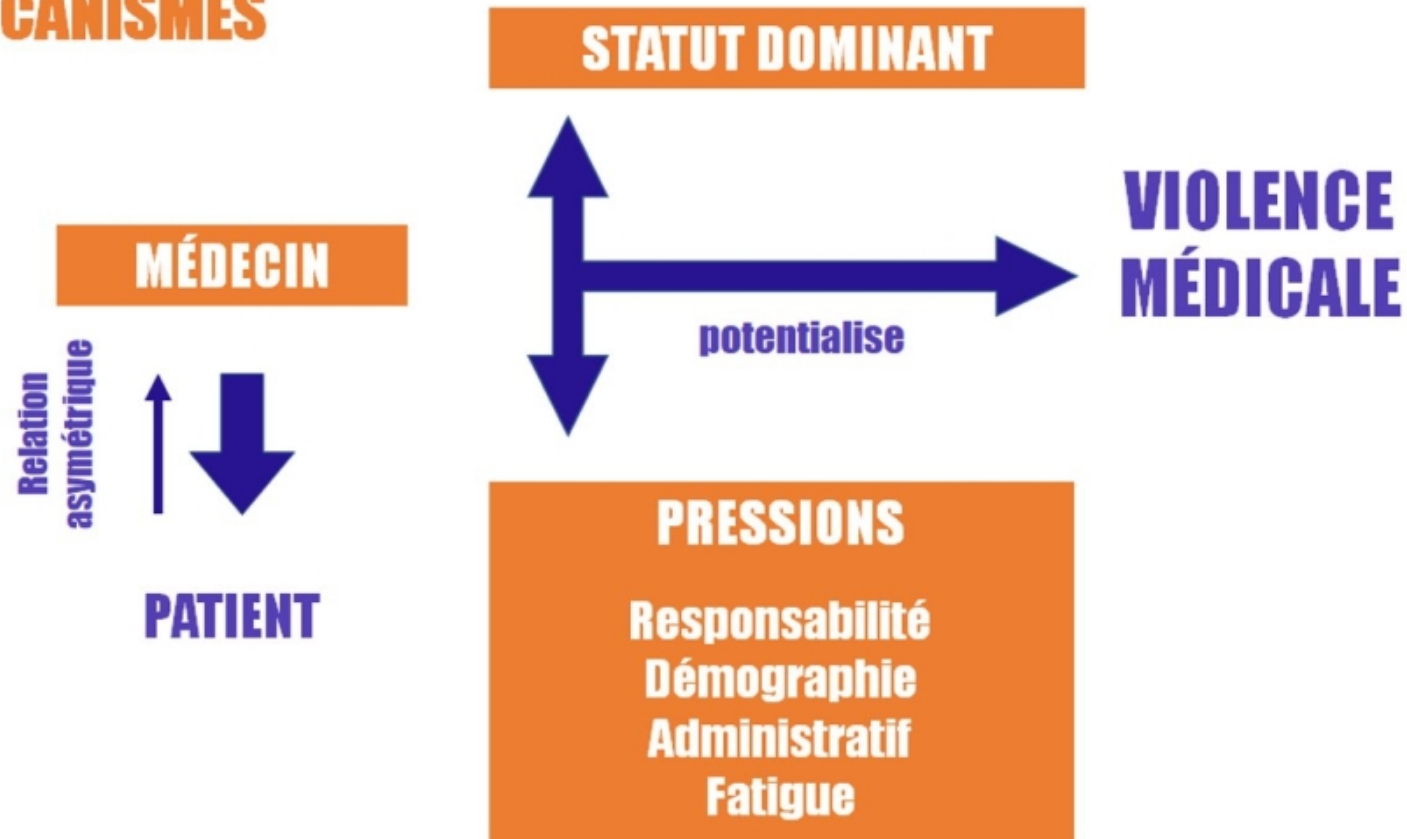 CANISMES
STATUT DOMINANT
MÉDECIN
Relation
asymétrique
PATIENT
potentialise
VIOLENCE
MÉDICALE
PRESSIONS
Responsabilité
Démographie
Administratif
Fatigue